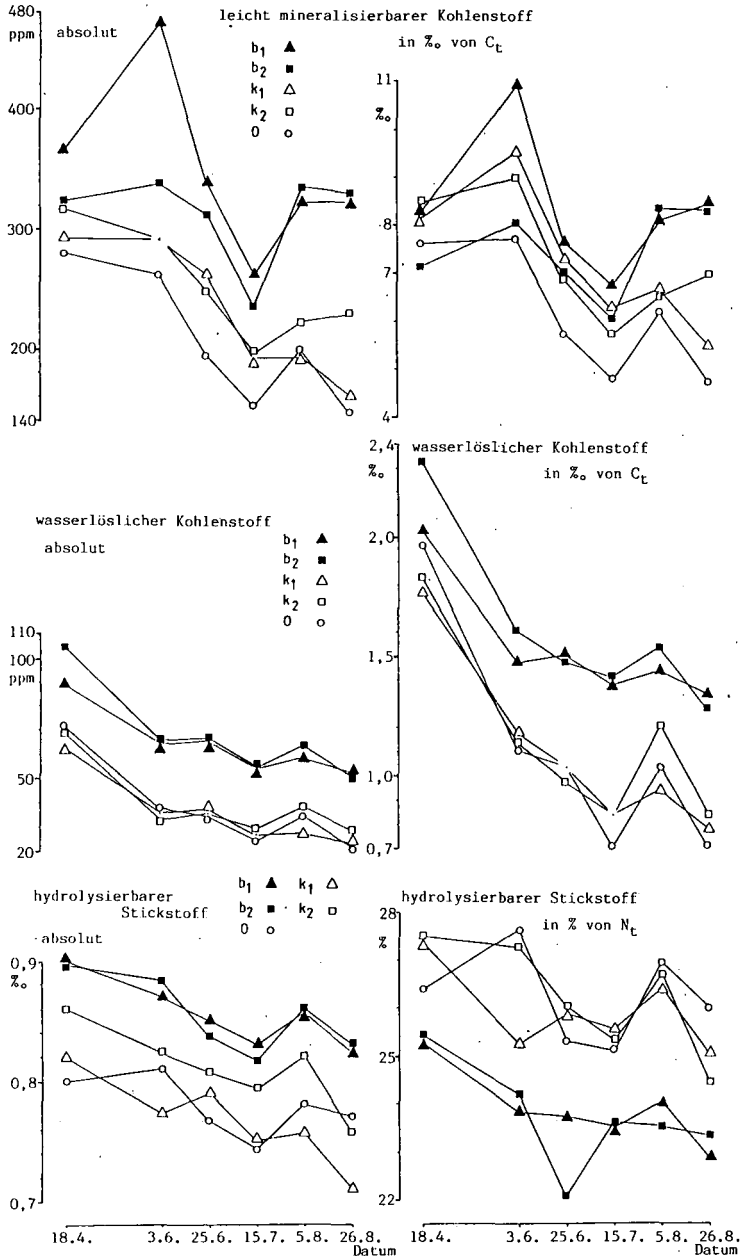 leicht mineralisierbarer Kohlenstoff
480
ppm
absolut
in ‰ von Ct
b1
b2
k1
k2
0
400
300
200
140
11
‰
8
7
4
wasserlöslicher Kohlenstoff
absolut
b1
b2
k1
k2
0
110
100
ppm
50
20
2,4
wasserlöslicher Kohlenstoff
‰
in ‰ von Ct
2,0
1,5
1,0
0,7
hydrolysierbarer
Stickstoff
absolut
b1 k1
b2 k2
0
0,9
‰
0,8
0,7
hydrolysierbarer Stickstoff
28
in % von Nt
%
25
22
18.4. 3.6. 25.6. 15.7. 5.8. 26.8.
Datum
18.4. 3.6. 25.6. 15.7. 5.8. 26.8.
Datum